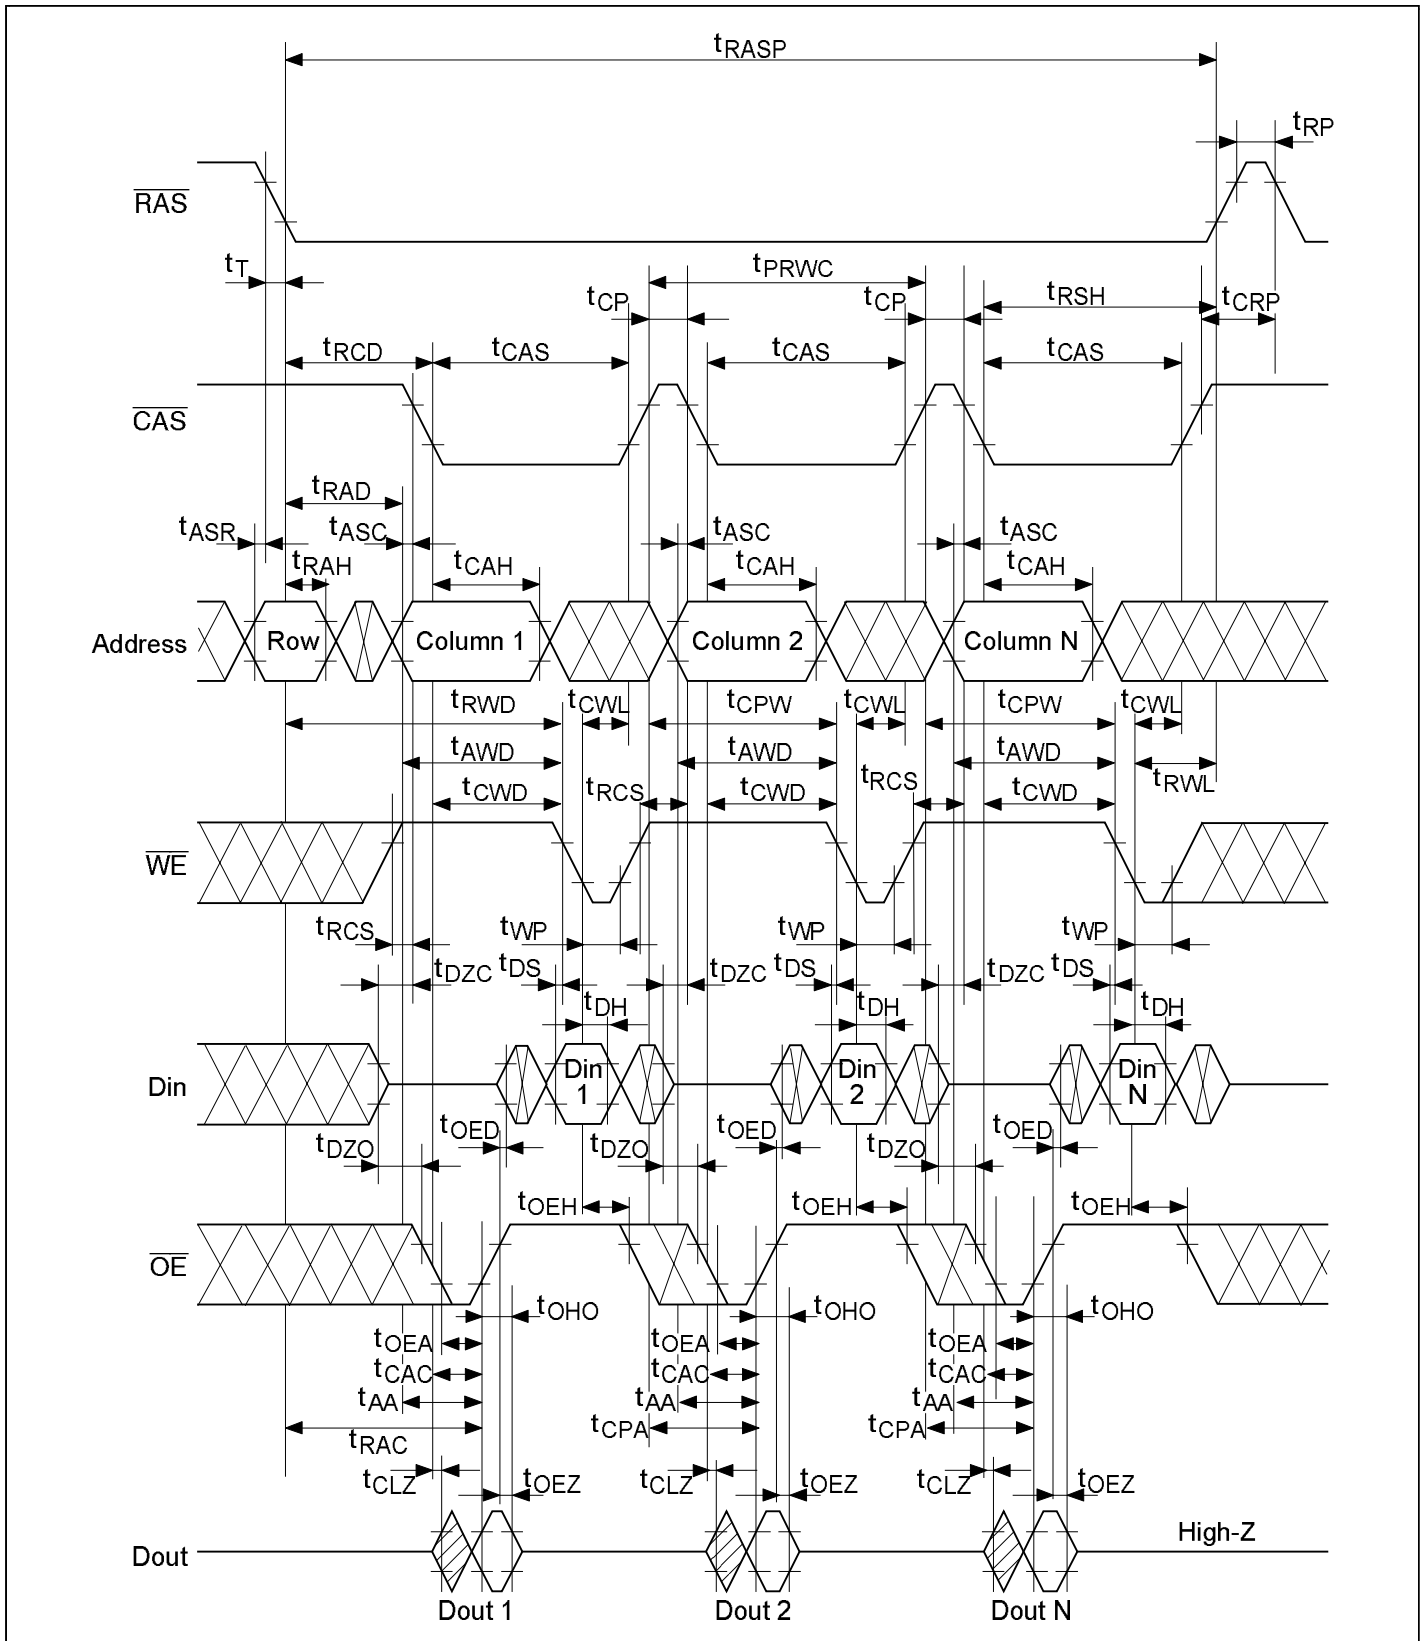 tRASP
tRP
R̅A̅S̅
tT
tPRWC
tCP
tCP
tRSH
tCRP
tRCD
tCAS
tCAS
tCAS
C̅A̅S̅
tRAD
tASR
tASC
tASC
tASC
tRAH
tCAH
tCAH
tCAH
Address
Row
Column 1
Column 2
Column N
tRWD
tCWL
tCPW
tCWL
tCPW
tCWL
tAWD
tAWD
tAWD
tRCS
tRCS
tCWD
tCWD
tCWD
tRWL
W̅E̅
tRCS
tWP
tWP
tWP
tDZC
tDS
tDZC
tDS
tDZC
tDS
tDH
tDH
tDH
Din
Din 1
Din 2
Din N
tOED
tOED
tOED
tDZO
tDZO
tDZO
tOEH
tOEH
tOEH
O̅E̅
tOHO
tOHO
tOHO
tOEA
tOEA
tOEA
tCAC
tCAC
tCAC
tAA
tAA
tAA
tRAC
tCPA
tCPA
tCLZ
tOEZ
tCLZ
tOEZ
tCLZ
tOEZ
High-Z
Dout
Dout 1
Dout 2
Dout N